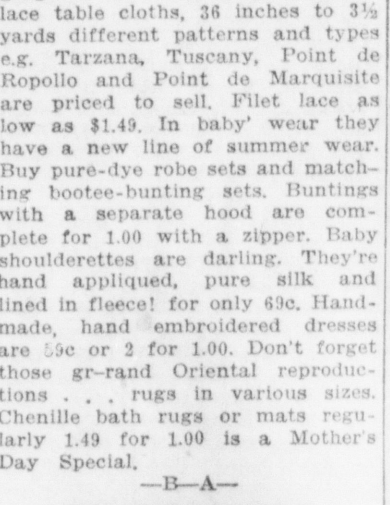 lace table cloths, 36 inches to 3½
yards different patterns and types
e.g. Tarzana, Tuscany, Point de
Ropollo and Point de Marquisite
are priced to sell. Filet lace as
low as $1.49. In baby' wear they
have a new line of summer wear.
Buy pure-dye robe sets and match-
ing bootee-bunting sets. Buntings
with a separate hood are com-
plete for 1.00 with a zipper. Baby
shoulderettes are darling. They're
hand appliqued, pure silk and
lined in fleece! for only 69c. Hand-
made, hand embroidered dresses
are 59c or 2 for 1.00. Don't forget
those gr-rand Oriental reproduc-
tions . . . rugs in various sizes.
Chenille bath rugs or mats regu-
larly 1.49 for 1.00 is a Mother's
Day Special.
—B—A—